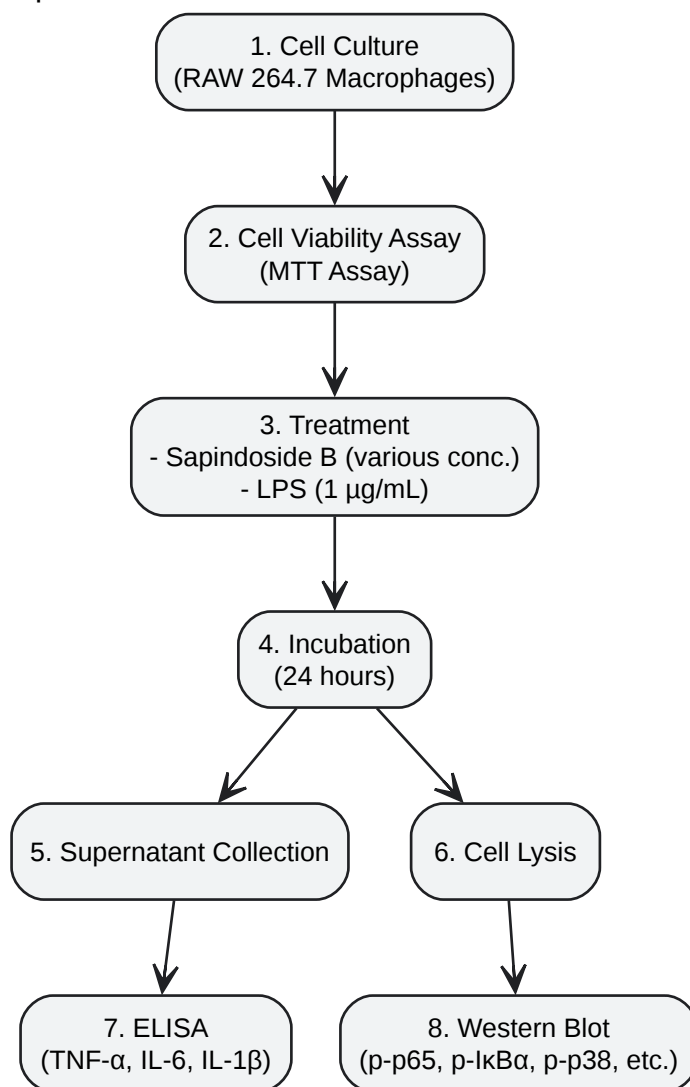 1. Cell Culture
(RAW 264.7 Macrophages)
2. Cell Viability Assay
(MTT Assay)
3. Treatment
- Sapindoside B (various conc.)
- LPS (1 µg/mL)
4. Incubation
(24 hours)
5. Supernatant Collection
6. Cell Lysis
7. ELISA
(TNF-α, IL-6, IL-1β)
8. Western Blot
(p-p65, p-IκBα, p-p38, etc.)